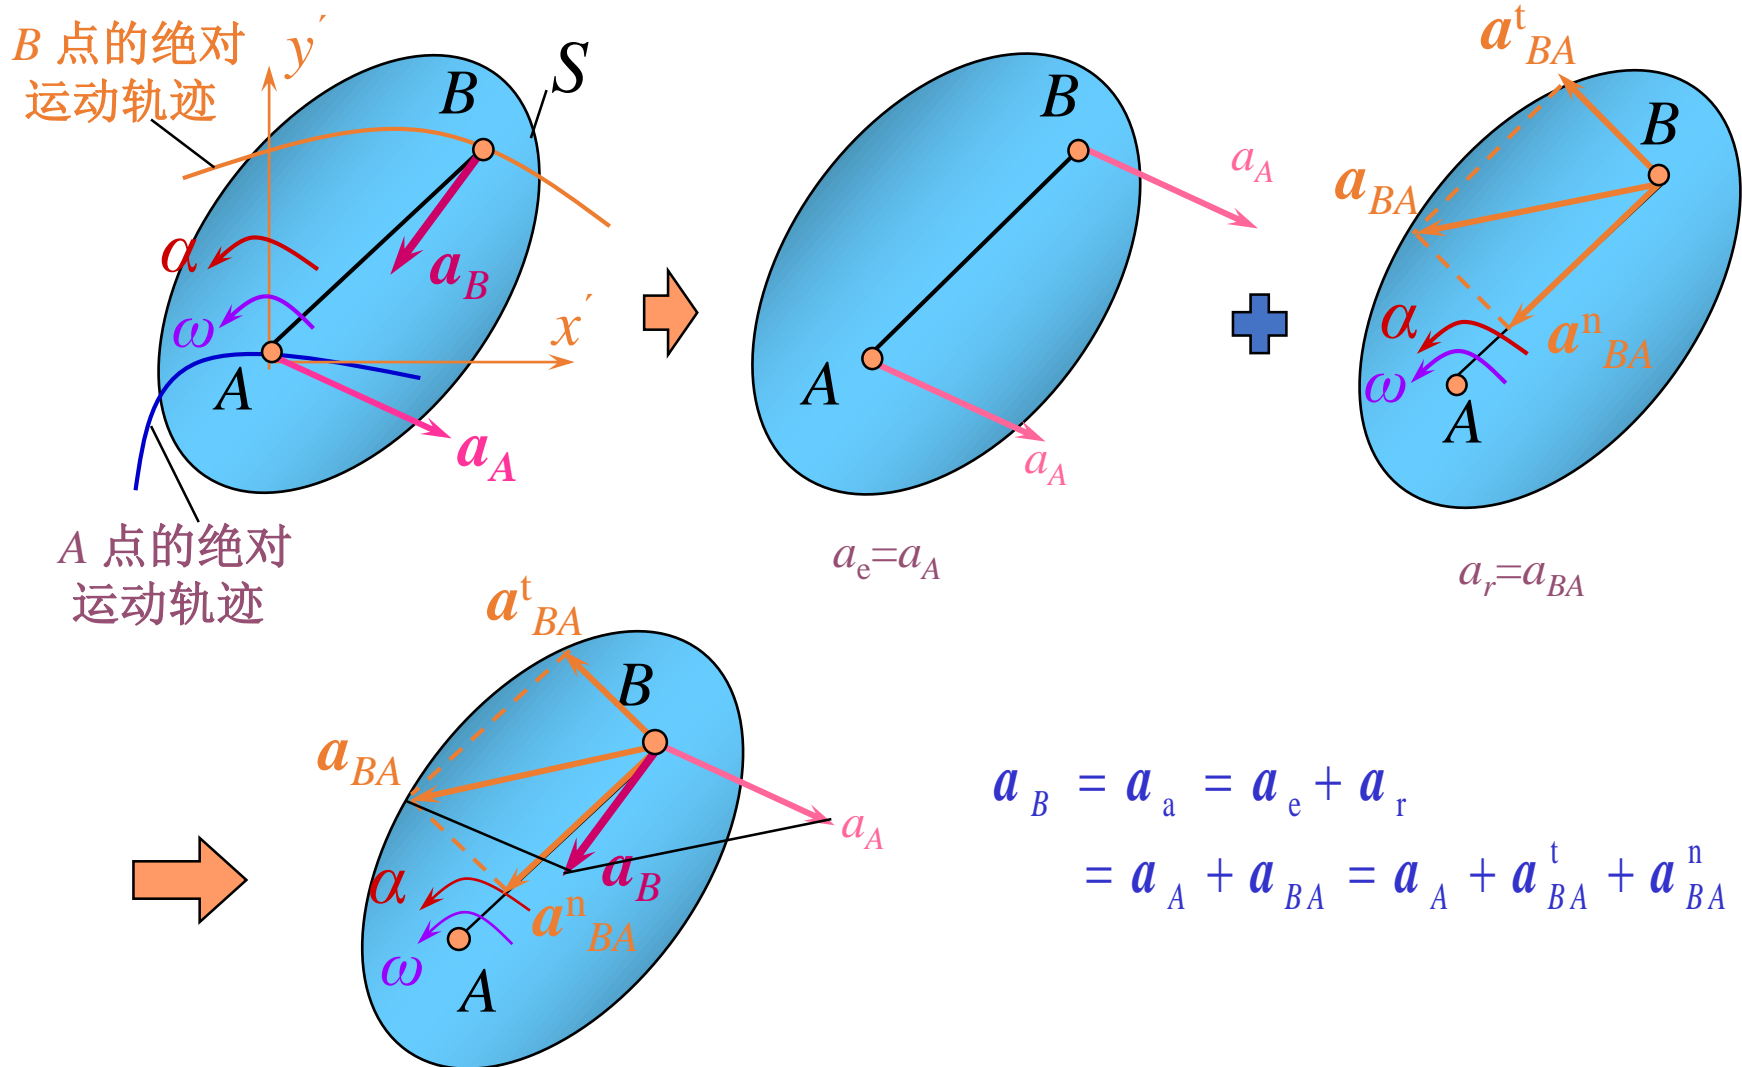 B 点的绝对
运动轨迹
y′
B
S
α
a_B
ω
x′
A
a_A
A 点的绝对
运动轨迹
B
a_A
A
a_A
a_e=a_A
a^t_BA
B
a_BA
α
a^n_BA
ω
A
a_r=a_BA
a^t_BA
B
a_BA
a_A
α
a_B
a^n_BA
ω
A
a_B = a_a = a_e + a_r
= a_A + a_BA = a_A + a^t_BA + a^n_BA